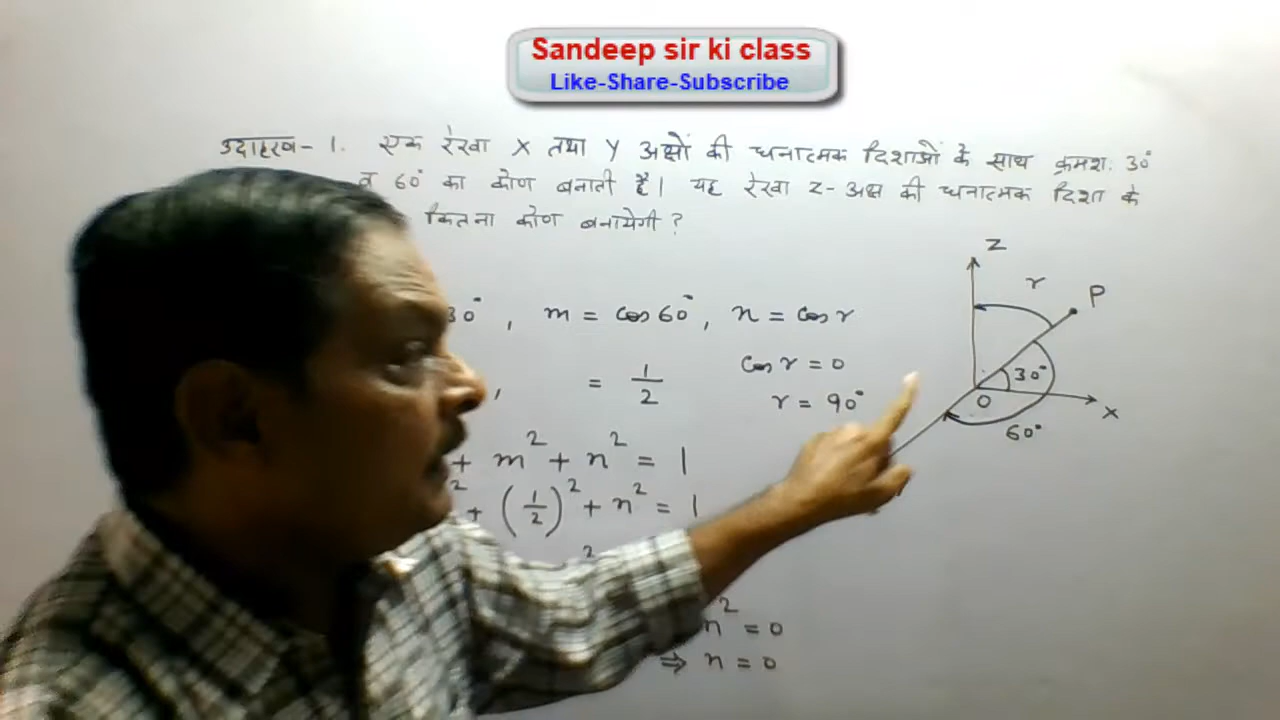 Sandeep sir ki class
Like-Share-Subscribe
उदाहरण- 1. एक रेखा X तथा Y अक्षों की धनात्मक दिशाओं के साथ क्रमश: 30°
व 60° का कोण बनाती है। यह रेखा Z-अक्ष की धनात्मक दिशा के
कितना कोण बनायेगी ?
Z
r
P
30°, m = cos 60°, n = cos r
cos r = 0
30°
, = 1/2
r = 90°
O
X
60°
+ m² + n² = 1
² + (1/2)² + n² = 1
2
n² = 0
⇒ n = 0